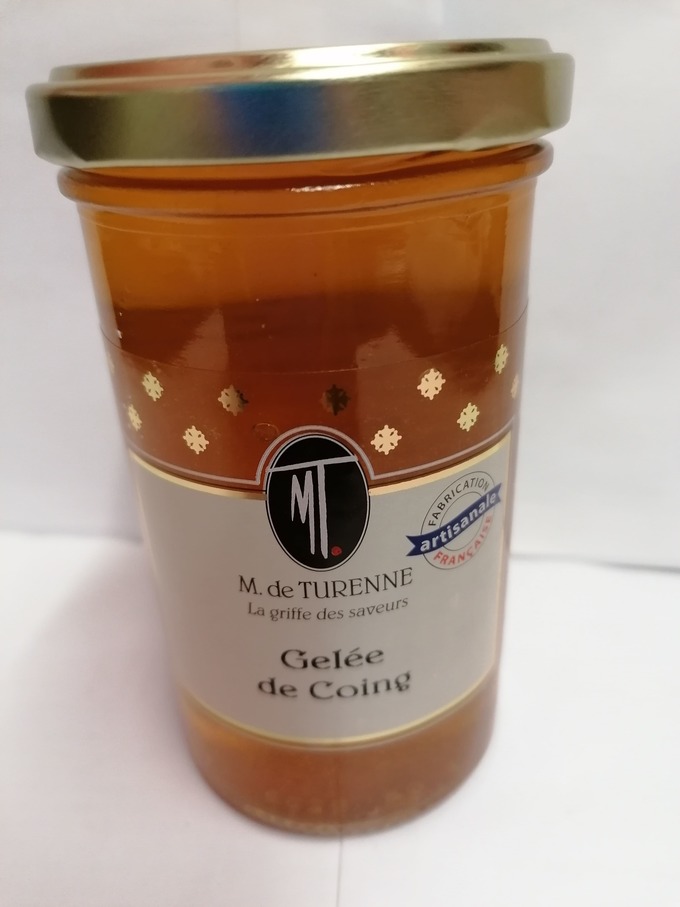 MT.
FABRICATION
artisanale
FRANÇAISE
M. de TURENNE
La griffe des saveurs
Gelée
de Coing